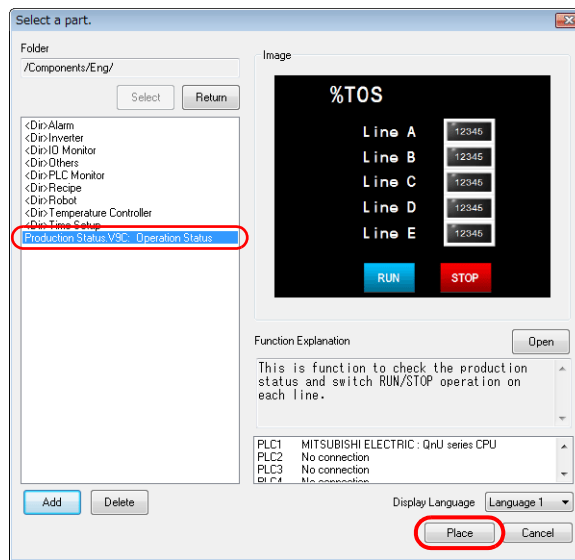 Select a part.
Folder
/Components/Eng/
Select
Return
<Dir>Alarm
<Dir>Inverter
<Dir>IO Monitor
<Dir>Others
<Dir>PLC Monitor
<Dir>Recipe
<Dir>Robot
<Dir>Temperature Controller
<Dir>Time Setup
Production Status.V9C: Operation Status
Add
Delete
Image
%TOS
Line A 12345
Line B 12345
Line C 12345
Line D 12345
Line E 12345
RUN
STOP
Function Explanation
Open
This is function to check the production
status and switch RUN/STOP operation on
each line.
PLC1 MITSUBISHI ELECTRIC : QnU series CPU
PLC2 No connection
PLC3 No connection
PLC4 No connection
Display Language
Language 1
Place
Cancel